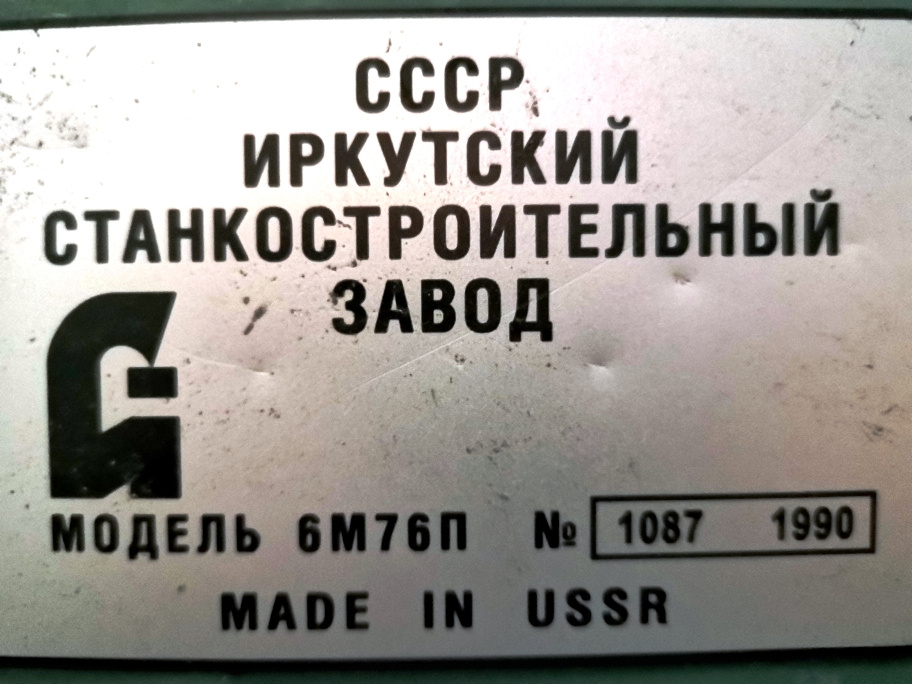 СССР
ИРКУТСКИЙ
СТАНКОСТРОИТЕЛЬНЫЙ
ЗАВОД
МОДЕЛЬ 6М76П № 1087 1990
MADE IN USSR